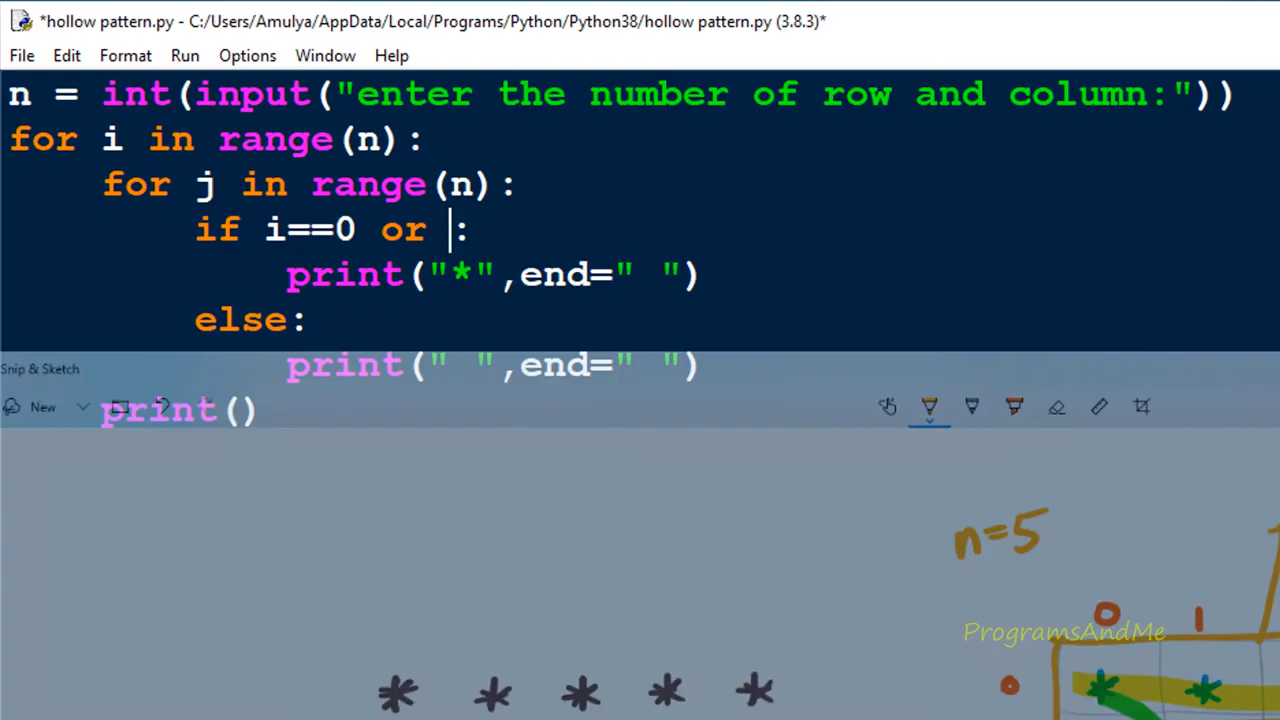 *hollow pattern.py - C:/Users/Amulya/AppData/Local/Programs/Python/Python38/hollow pattern.py (3.8.3)*
File Edit Format Run Options Window Help
n = int(input("enter the number of row and column:"))
for i in range(n):
    for j in range(n):
        if i==0 or :
            print("*",end=" ")
        else:
            print(" ",end=" ")
    print()
Snip & Sketch
New
n=5
0 1
ProgramsAndMe
* * * * * 0 * *